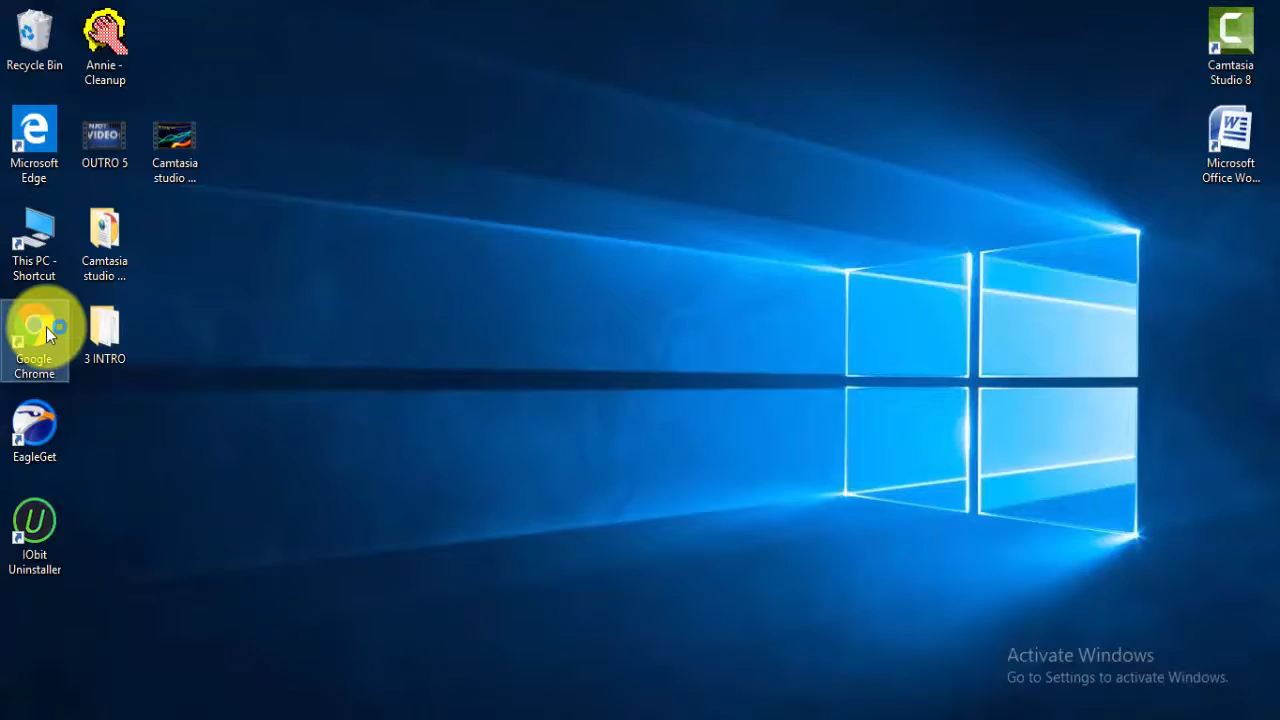 Recycle Bin
Annie -
Cleanup
Camtasia
Studio 8
Microsoft
Edge
OUTRO 5
Camtasia
studio ...
Microsoft
Office Wo...
This PC -
Shortcut
Camtasia
studio ...
Google
Chrome
3 INTRO
EagleGet
IObit
Uninstaller
Activate Windows
Go to Settings to activate Windows.